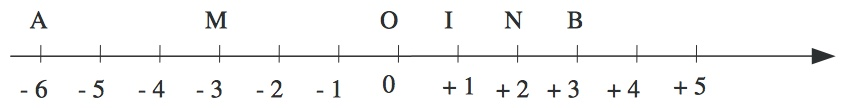 A M O I N B
- 6 - 5 - 4 - 3 - 2 - 1 0 + 1 + 2 + 3 + 4 + 5